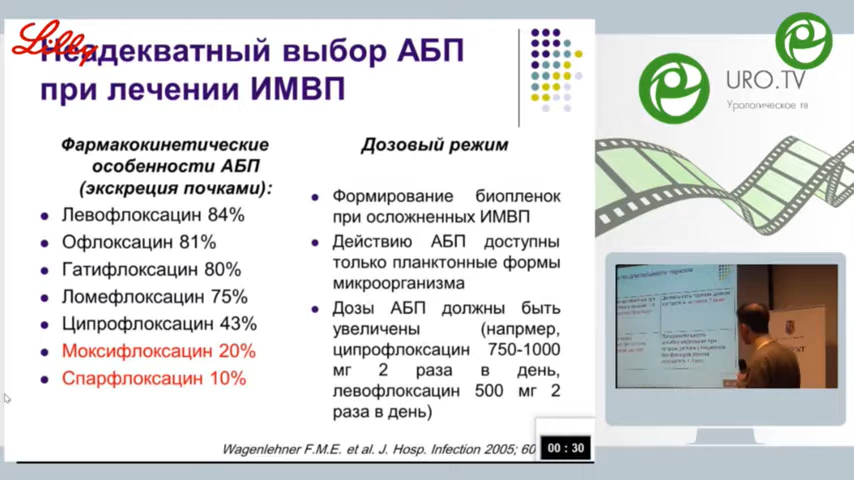 Lilly
Неадекватный выбор АБП
при лечении ИМВП
Фармакокинетические
особенности АБП
(экскреция почками):
Левофлоксацин 84%
Офлоксацин 81%
Гатифлоксацин 80%
Ломефлоксацин 75%
Ципрофлоксацин 43%
Моксифлоксацин 20%
Спарфлоксацин 10%
Дозовый режим
Формирование биопленок
при осложненных ИМВП
Действию АБП доступны
только планктонные формы
микроорганизма
Дозы АБП должны быть
увеличены (напрмер,
ципрофлоксацин 750-1000
мг 2 раза в день,
левофлоксацин 500 мг 2
раза в день)
Wagenlehner F.M.E. et al. J. Hosp. Infection 2005; 60
00 : 30
URO.TV
Урологическое тв